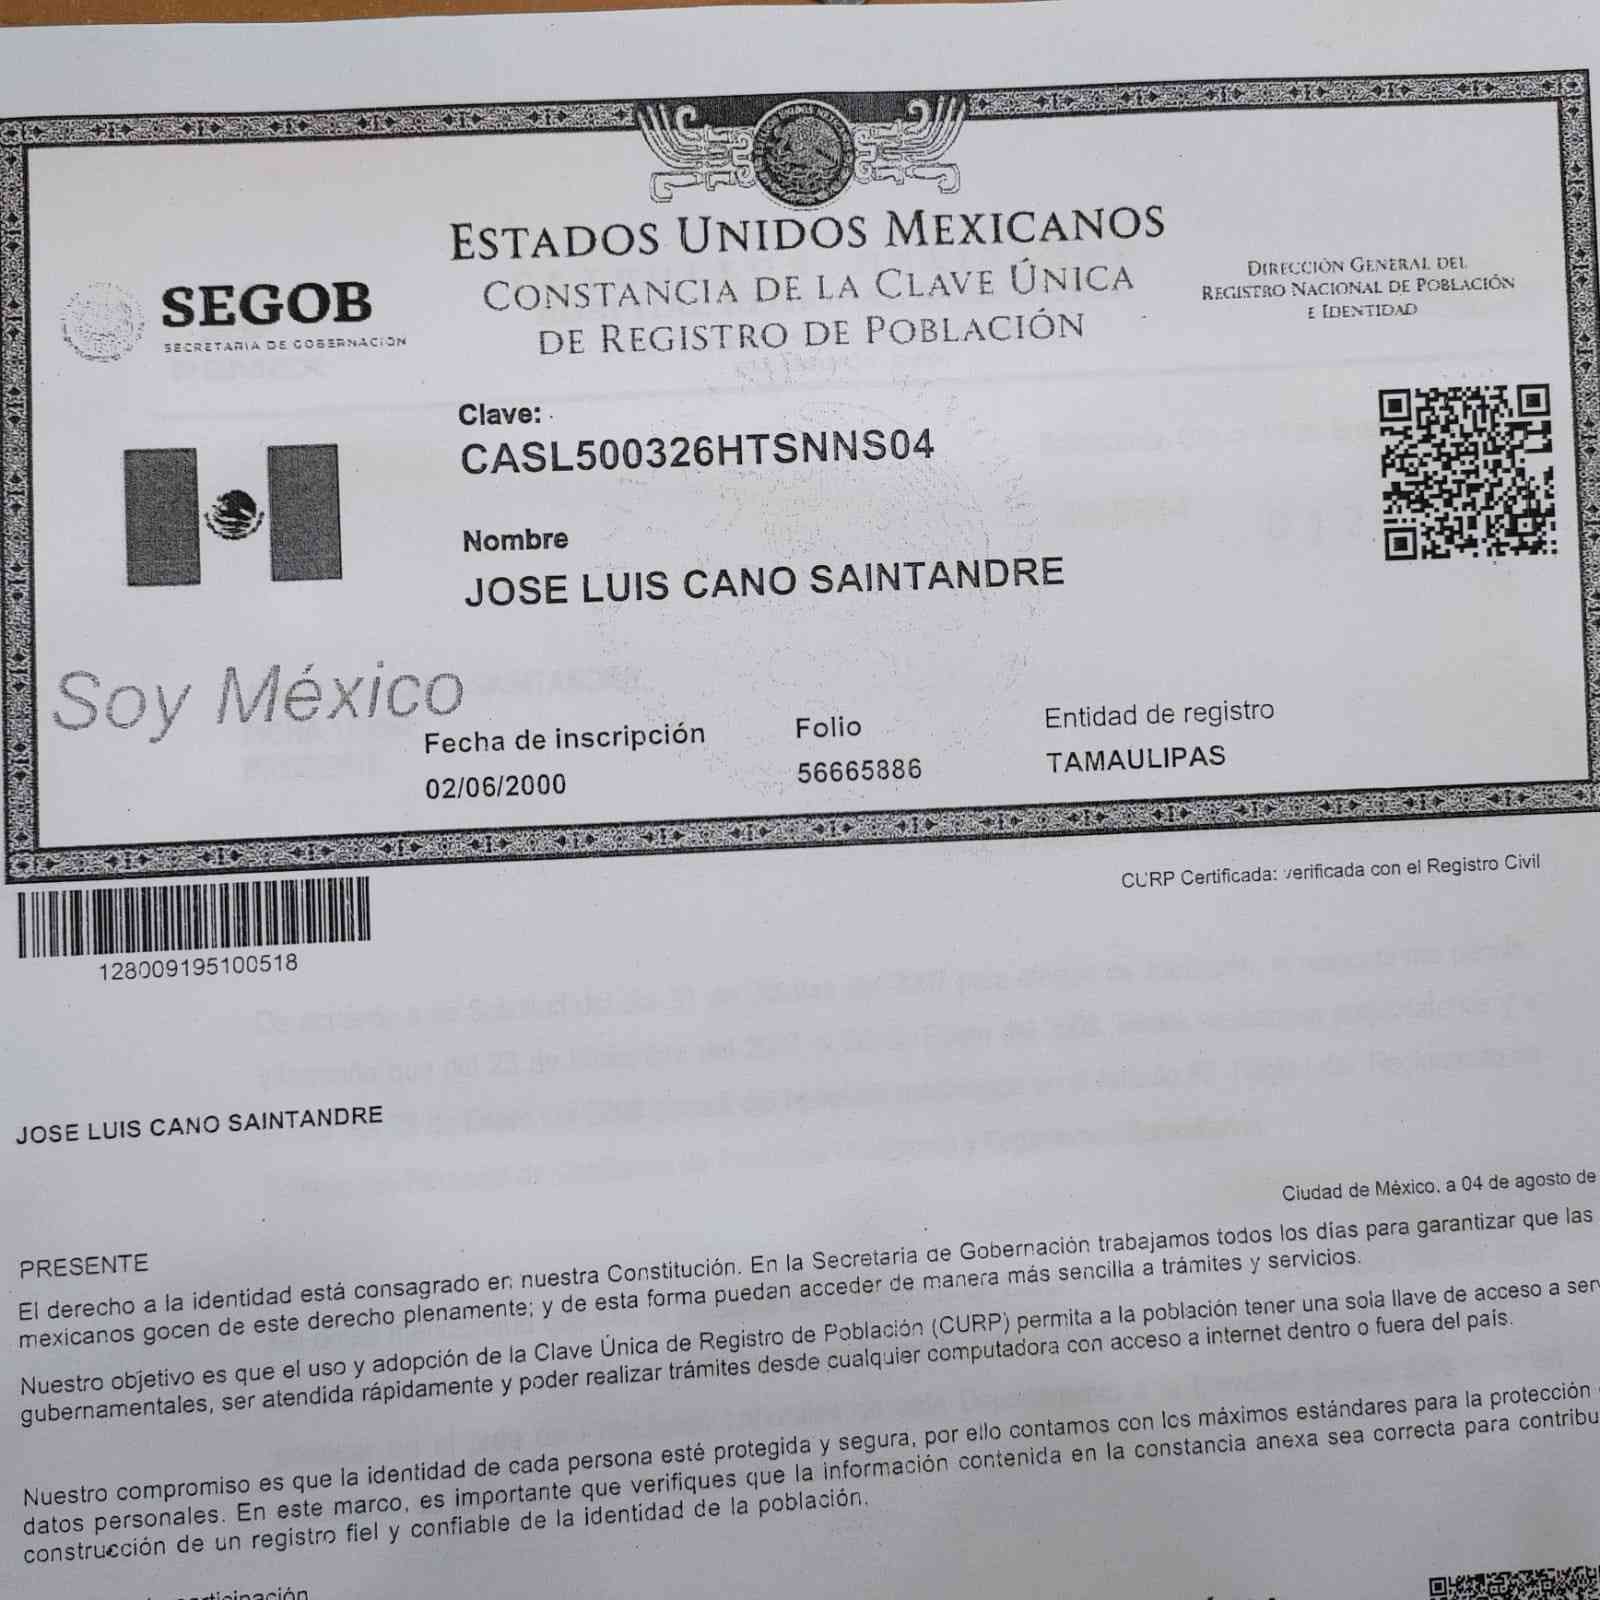 ESTADOS UNIDOS MEXICANOS
CONSTANCIA DE LA CLAVE ÚNICA
DE REGISTRO DE POBLACIÓN
SEGOB
SECRETARÍA DE GOBERNACIÓN
DIRECCIÓN GENERAL DEL
REGISTRO NACIONAL DE POBLACIÓN
E IDENTIDAD
Clave:
CASL500326HTSNNS04
Nombre
JOSE LUIS CANO SAINTANDRE
Soy México
Fecha de inscripción
02/06/2000
Folio
56665886
Entidad de registro
TAMAULIPAS
CURP Certificada: verificada con el Registro Civil
128009195100518
JOSE LUIS CANO SAINTANDRE
Ciudad de México, a 04 de agosto de
PRESENTE
El derecho a la identidad está consagrado en nuestra Constitución. En la Secretaría de Gobernación trabajamos todos los días para garantizar que las
mexicanos gocen de este derecho plenamente; y de esta forma puedan acceder de manera más sencilla a trámites y servicios.
Nuestro objetivo es que el uso y adopción de la Clave Única de Registro de Población (CURP) permita a la población tener una sola llave de acceso a ser
gubernamentales, ser atendida rápidamente y poder realizar trámites desde cualquier computadora con acceso a internet dentro o fuera del país.
Nuestro compromiso es que la identidad de cada persona esté protegida y segura, por ello contamos con los máximos estándares para la protección
datos personales. En este marco, es importante que verifiques que la información contenida en la constancia anexa sea correcta para contribu
construcción de un registro fiel y confiable de la identidad de la población.